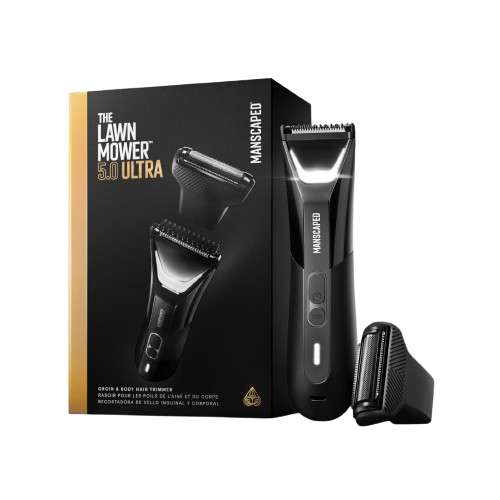 THE
LAWN
MOWER™
5.0 ULTRA
MANSCAPED®
GROIN & BODY HAIR TRIMMER
RASOIR POUR LES POILS DE L'AINE ET DU CORPS
RECORTADORA DE VELLO INGUINAL Y CORPORAL
MANSCAPED